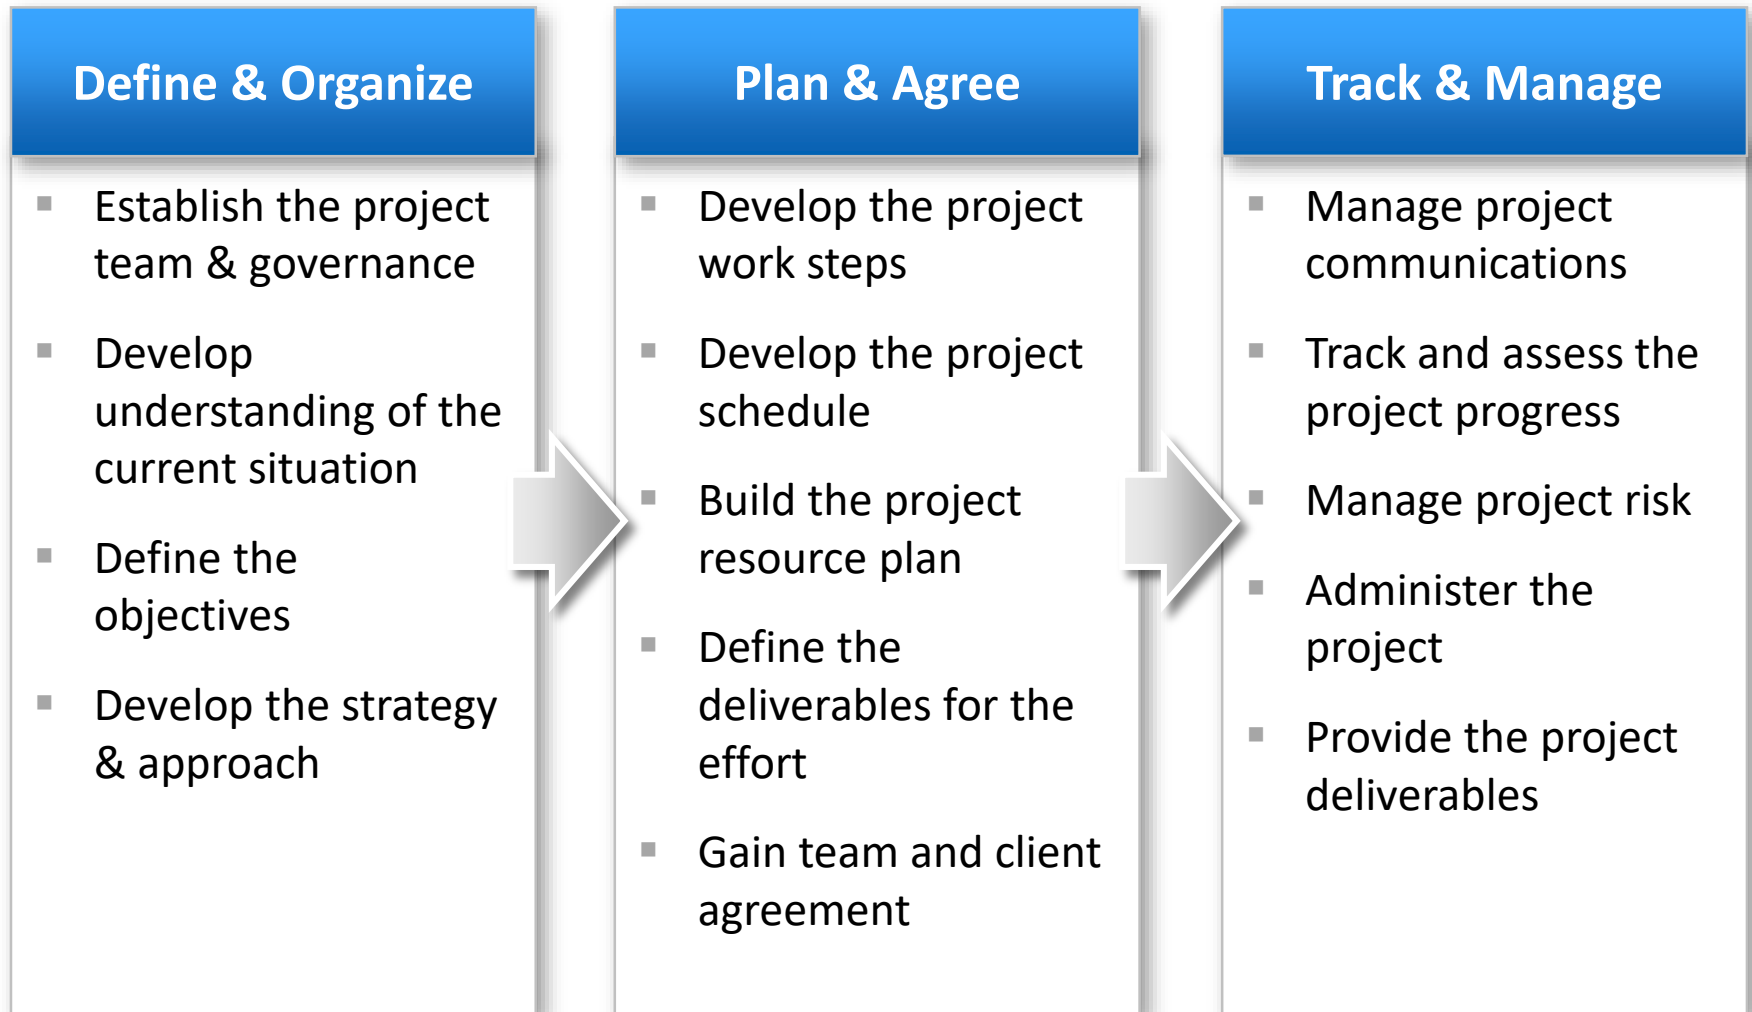 Define & Organize
Establish the project
team & governance
Develop
understanding of the
current situation
Define the
objectives
Develop the strategy
& approach
Plan & Agree
Develop the project
work steps
Develop the project
schedule
Build the project
resource plan
Define the
deliverables for the
effort
Gain team and client
agreement
Track & Manage
Manage project
communications
Track and assess the
project progress
Manage project risk
Administer the
project
Provide the project
deliverables